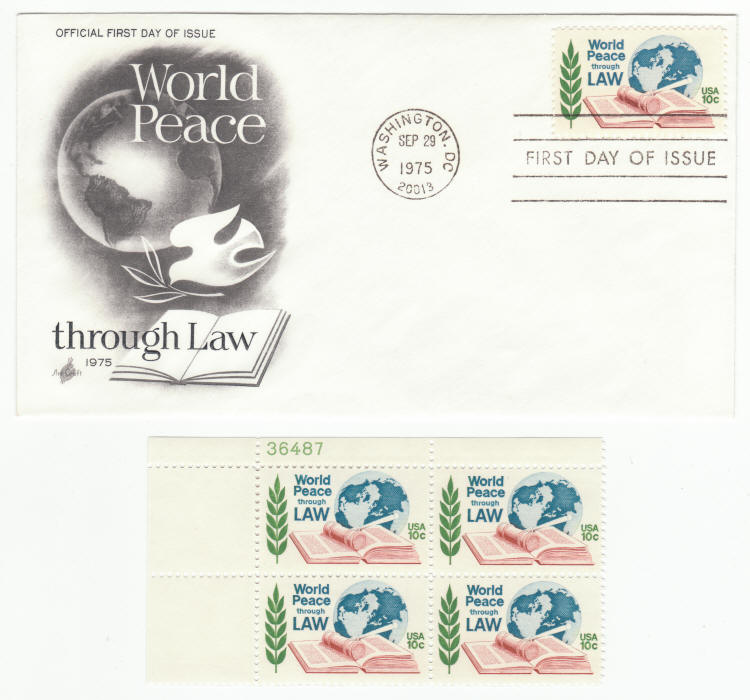 OFFICIAL FIRST DAY OF ISSUE
World
Peace
through Law
1975
ArtCraft
WASHINGTON, DC
SEP 29
1975
20013
World
Peace
through
LAW
USA
10c
FIRST DAY OF ISSUE
36487
World
Peace
through
LAW
USA
10c
World
Peace
through
LAW
USA
10c
World
Peace
through
LAW
USA
10c
World
Peace
through
LAW
USA
10c